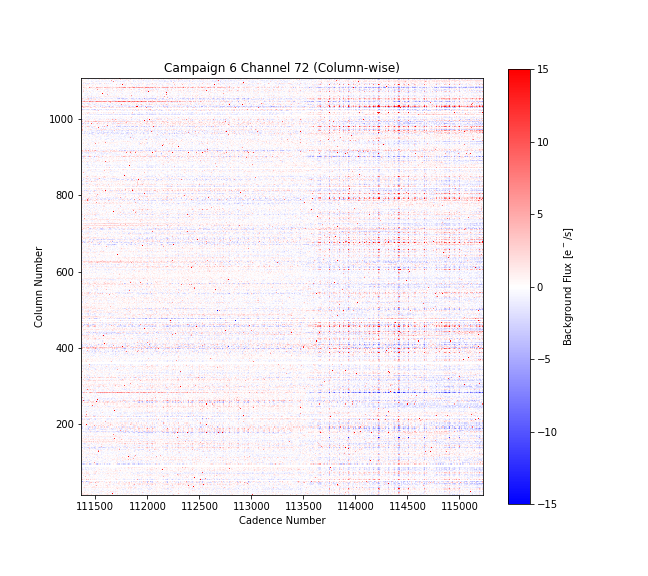 Campaign 6 Channel 72 (Column-wise)
Column Number
1000
800
600
400
200
111500 112000 112500 113000 113500 114000 114500 115000
Cadence Number
15
10
5
0
−5
−10
−15
Background Flux [e⁻/s]